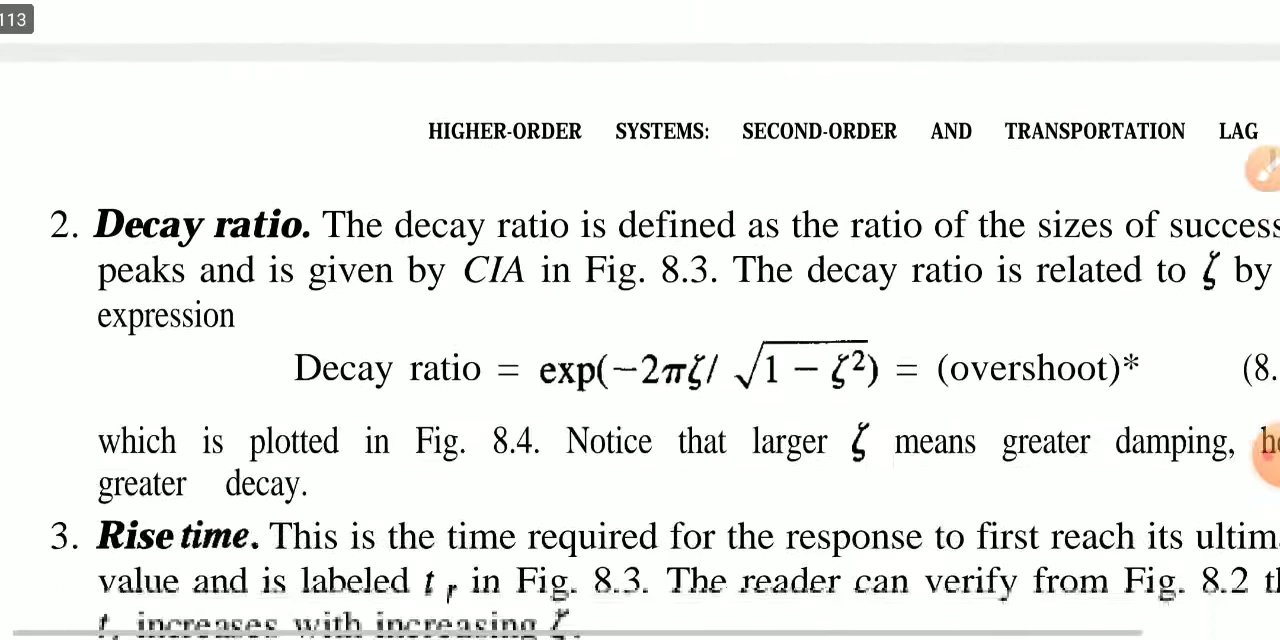 113
HIGHER-ORDER SYSTEMS: SECOND-ORDER AND TRANSPORTATION LAG
2. Decay ratio. The decay ratio is defined as the ratio of the sizes of success
peaks and is given by CIA in Fig. 8.3. The decay ratio is related to ζ by
expression
Decay ratio = exp(−2πζ/ √1 − ζ²) = (overshoot)* (8.
which is plotted in Fig. 8.4. Notice that larger ζ means greater damping,
greater decay.
3. Rise time. This is the time required for the response to first reach its ultim
value and is labeled t r in Fig. 8.3. The reader can verify from Fig. 8.2 th
increases with increasing ζ.